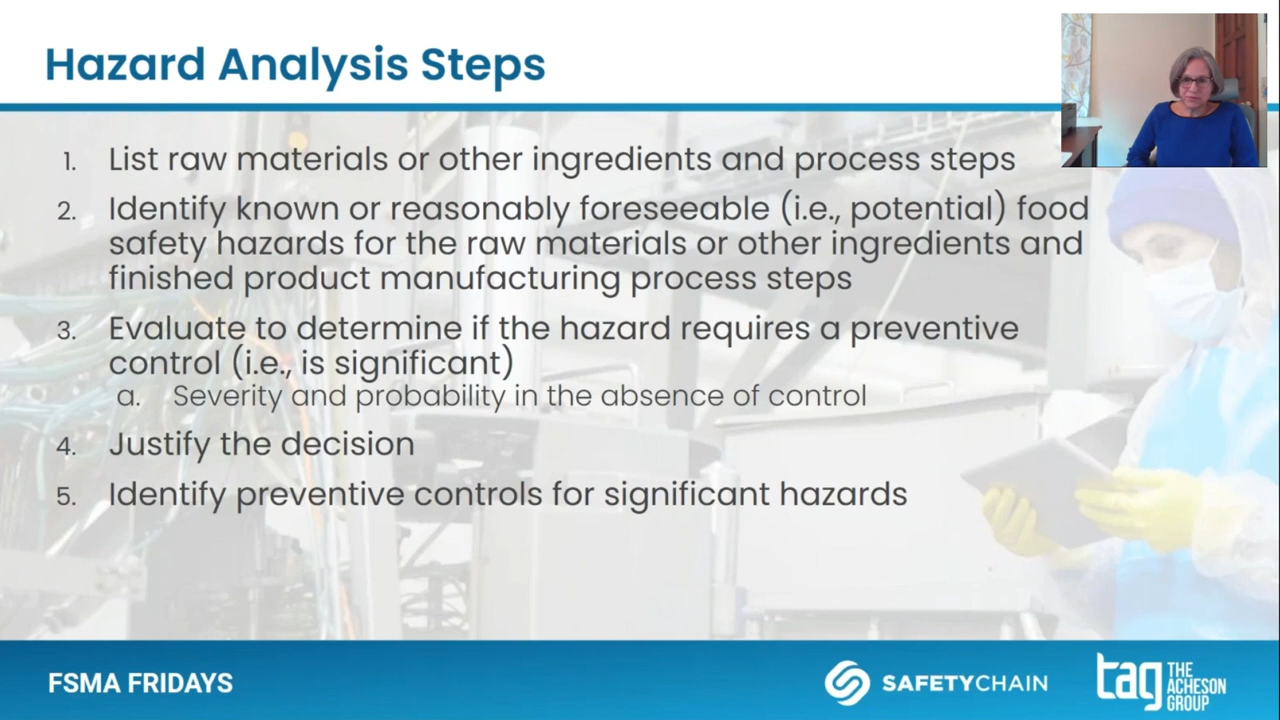 Hazard Analysis Steps
1. List raw materials or other ingredients and process steps
2. Identify known or reasonably foreseeable (i.e., potential) food
safety hazards for the raw materials or other ingredients and
finished product manufacturing process steps
3. Evaluate to determine if the hazard requires a preventive
control (i.e., is significant)
a. Severity and probability in the absence of control
4. Justify the decision
5. Identify preventive controls for significant hazards
FSMA FRIDAYS
SAFETYCHAIN
tag THE
ACHESON
GROUP